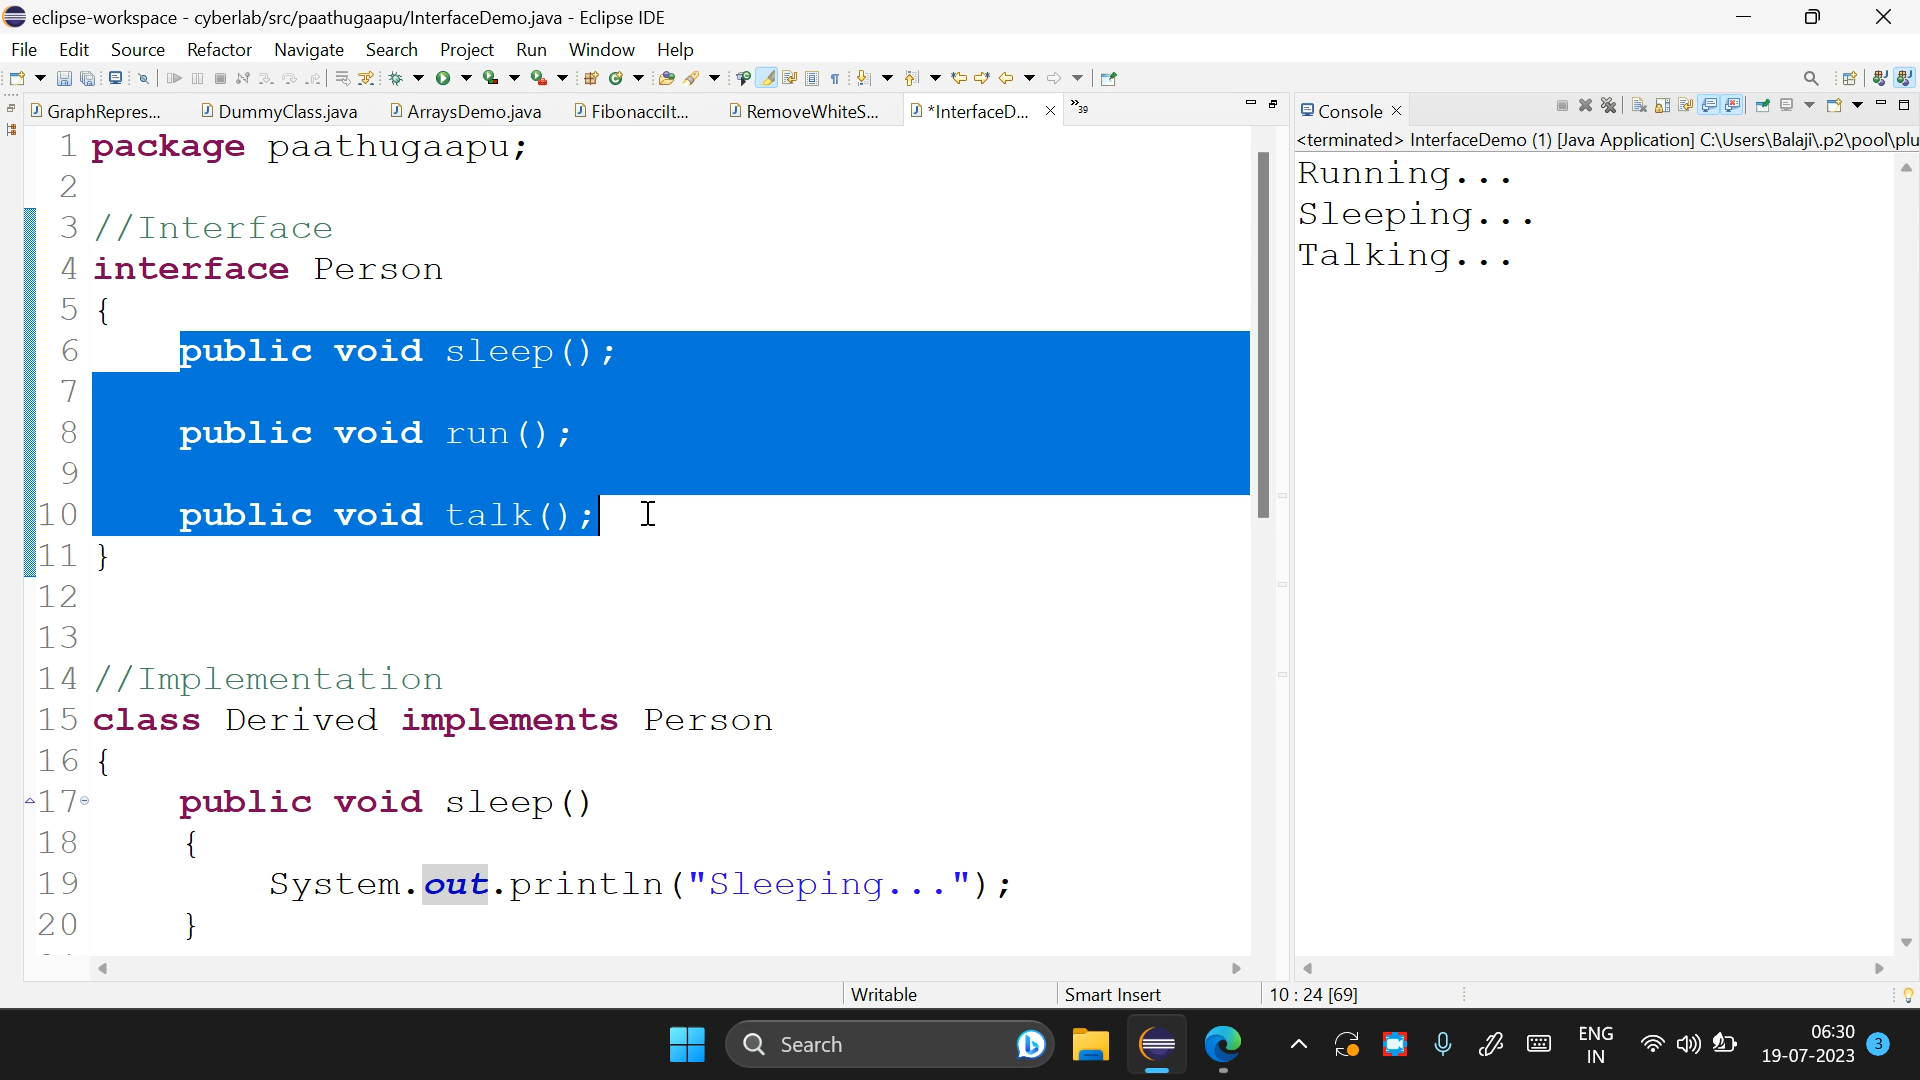 eclipse-workspace - cyberlab/src/paathugaapu/InterfaceDemo.java - Eclipse IDE
File Edit Source Refactor Navigate Search Project Run Window Help
GraphRepres... DummyClass.java ArraysDemo.java FibonacciIt... RemoveWhiteS... *InterfaceD... »39
1 package paathugaapu;
2
3 //Interface
4 interface Person
5 {
6 public void sleep();
7
8 public void run();
9
10 public void talk();
11 }
12
13
14 //Implementation
15 class Derived implements Person
16 {
17 public void sleep()
18 {
19 System.out.println("Sleeping...");
20 }
Console
<terminated> InterfaceDemo (1) [Java Application] C:\Users\Balaji\.p2\pool\plu
Running...
Sleeping...
Talking...
Writable Smart Insert 10 : 24 [69]
Search
ENG
IN
06:30
19-07-2023
3